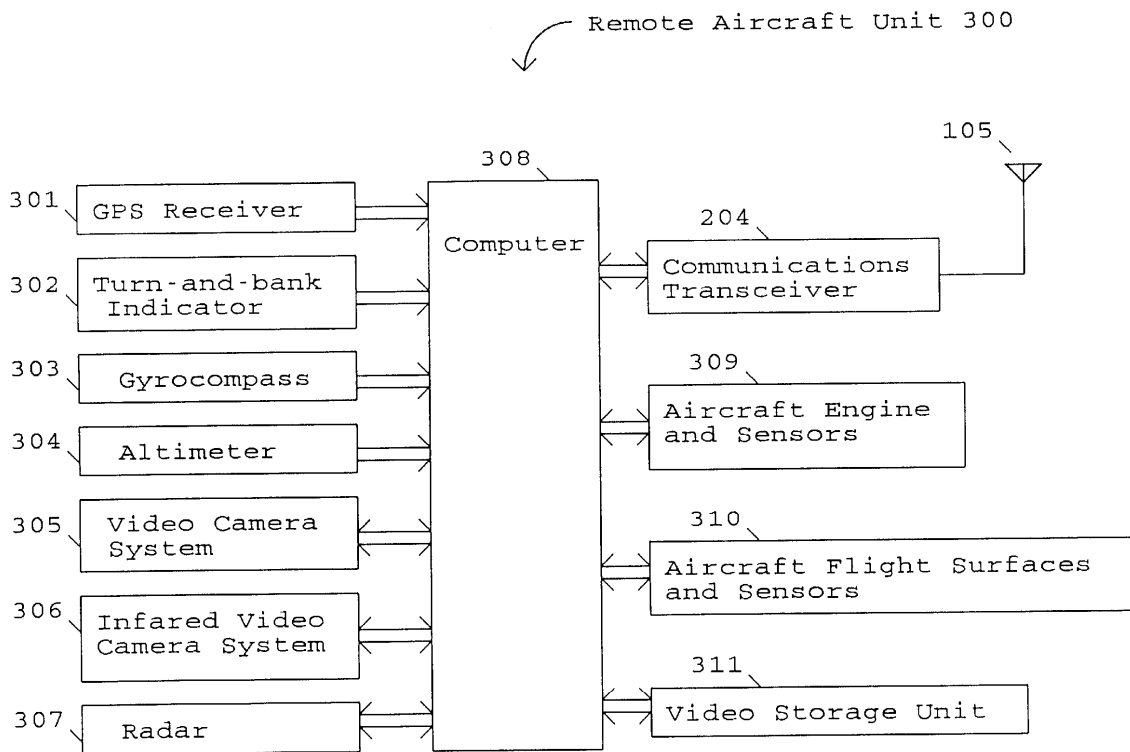 Remote Aircraft Unit 300
105
308
301
GPS Receiver
204
Computer
Communications
Transceiver
302
Turn-and-bank
Indicator
303
Gyrocompass
309
Aircraft Engine
and Sensors
304
Altimeter
305
Video Camera
System
310
Aircraft Flight Surfaces
and Sensors
306
Infared Video
Camera System
311
Video Storage Unit
307
Radar